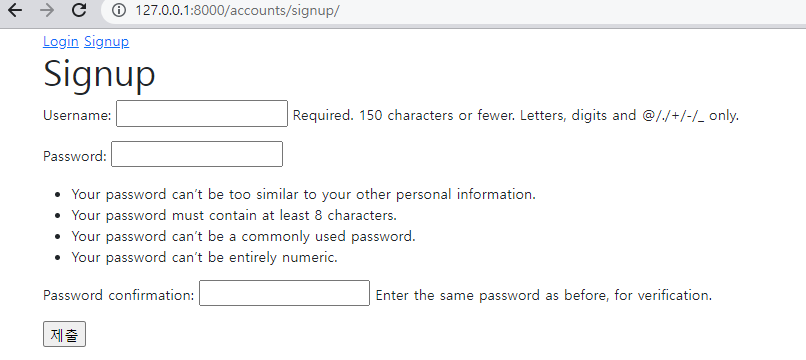 127.0.0.1:8000/accounts/signup/
Login Signup
Signup
Username: Required. 150 characters or fewer. Letters, digits and @/./+/-/_ only.
Password:
Your password can't be too similar to your other personal information.
Your password must contain at least 8 characters.
Your password can't be a commonly used password.
Your password can't be entirely numeric.
Password confirmation: Enter the same password as before, for verification.
제출